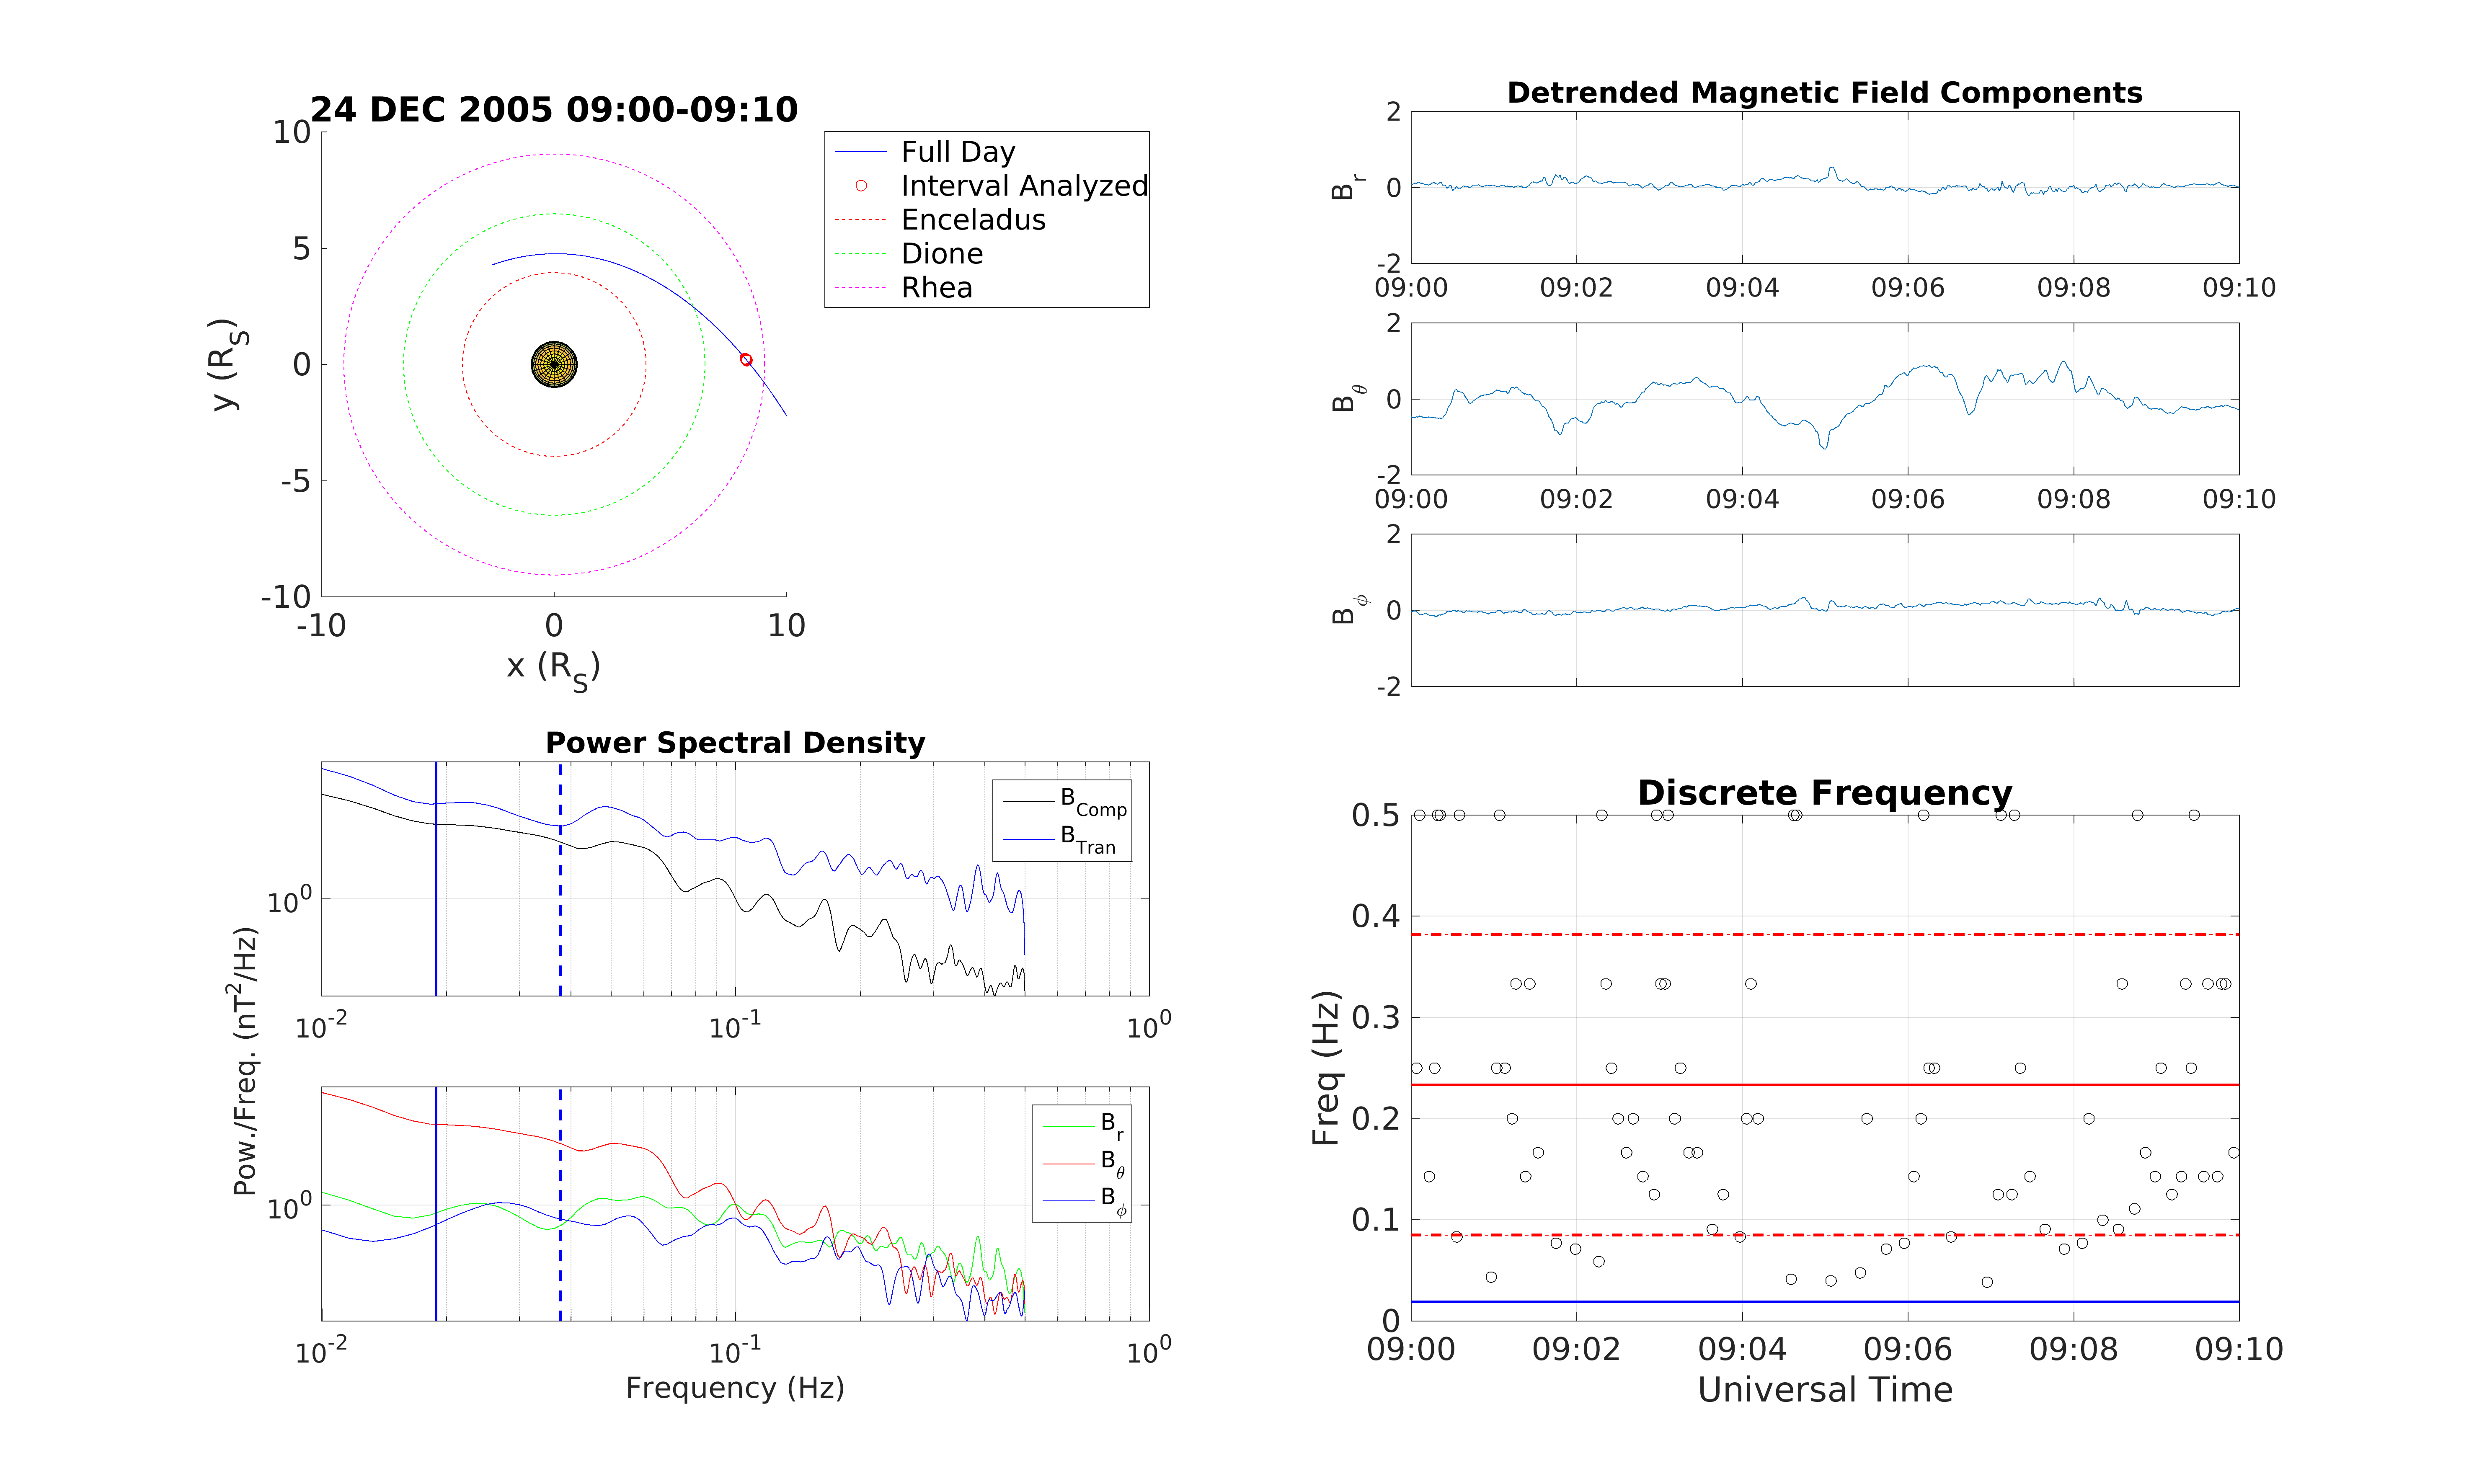 24 DEC 2005 09:00-09:10
10
5
0
-5
-10
-10 0 10
y (R_S)
x (R_S)
Full Day
Interval Analyzed
Enceladus
Dione
Rhea
Detrended Magnetic Field Components
B_r
2
0
-2
09:00 09:02 09:04 09:06 09:08 09:10
B_θ
2
0
-2
09:00 09:02 09:04 09:06 09:08 09:10
B_ϕ
2
0
-2
Power Spectral Density
Pow./Freq. (nT^2/Hz)
10^0
B_Comp
B_Tran
10^-2 10^-1 10^0
10^0
B_r
B_θ
B_ϕ
10^-2 10^-1 10^0
Frequency (Hz)
Discrete Frequency
Freq (Hz)
0.5
0.4
0.3
0.2
0.1
0
09:00 09:02 09:04 09:06 09:08 09:10
Universal Time